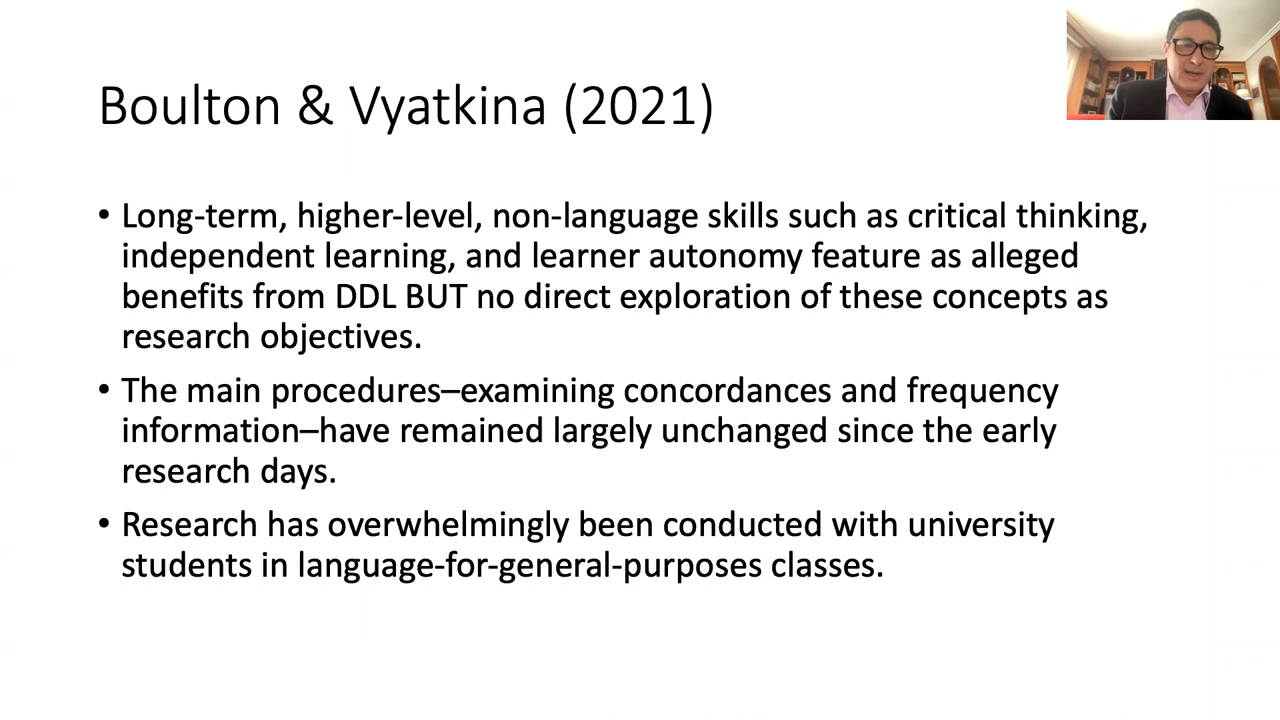 Boulton & Vyatkina (2021)
• Long-term, higher-level, non-language skills such as critical thinking,
independent learning, and learner autonomy feature as alleged
benefits from DDL BUT no direct exploration of these concepts as
research objectives.
• The main procedures–examining concordances and frequency
information–have remained largely unchanged since the early
research days.
• Research has overwhelmingly been conducted with university
students in language-for-general-purposes classes.